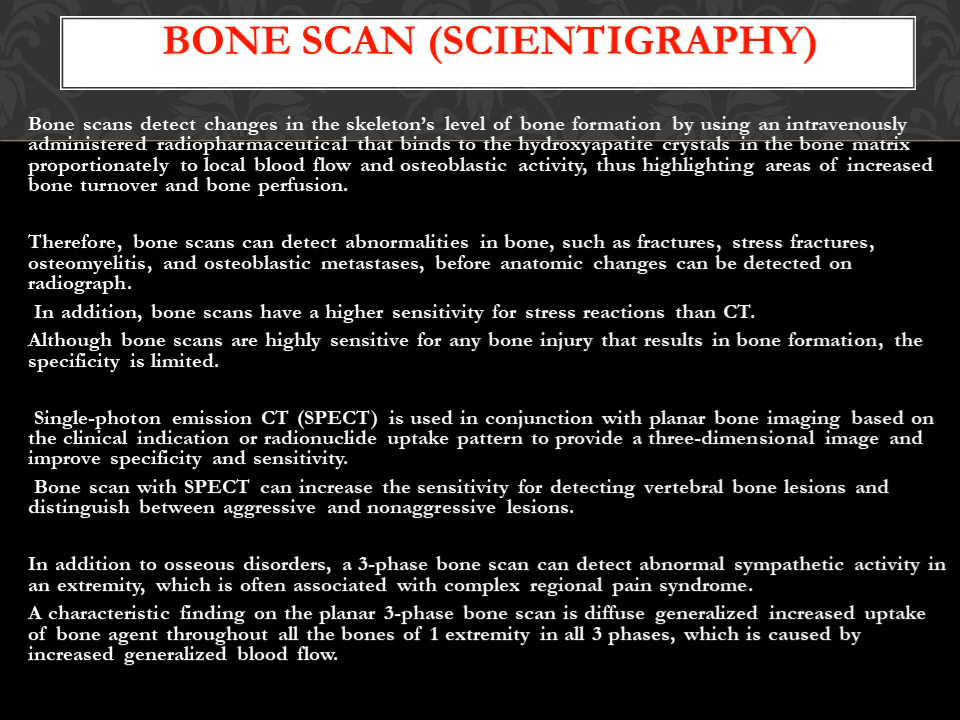 BONE SCAN (SCIENTIGRAPHY)
Bone scans detect changes in the skeleton's level of bone formation by using an intravenously
administered radiopharmaceutical that binds to the hydroxyapatite crystals in the bone matrix
proportionately to local blood flow and osteoblastic activity, thus highlighting areas of increased
bone turnover and bone perfusion.
Therefore, bone scans can detect abnormalities in bone, such as fractures, stress fractures,
osteomyelitis, and osteoblastic metastases, before anatomic changes can be detected on
radiograph.
In addition, bone scans have a higher sensitivity for stress reactions than CT.
Although bone scans are highly sensitive for any bone injury that results in bone formation, the
specificity is limited.
Single-photon emission CT (SPECT) is used in conjunction with planar bone imaging based on
the clinical indication or radionuclide uptake pattern to provide a three-dimensional image and
improve specificity and sensitivity.
Bone scan with SPECT can increase the sensitivity for detecting vertebral bone lesions and
distinguish between aggressive and nonaggressive lesions.
In addition to osseous disorders, a 3-phase bone scan can detect abnormal sympathetic activity in
an extremity, which is often associated with complex regional pain syndrome.
A characteristic finding on the planar 3-phase bone scan is diffuse generalized increased uptake
of bone agent throughout all the bones of 1 extremity in all 3 phases, which is caused by
increased generalized blood flow.